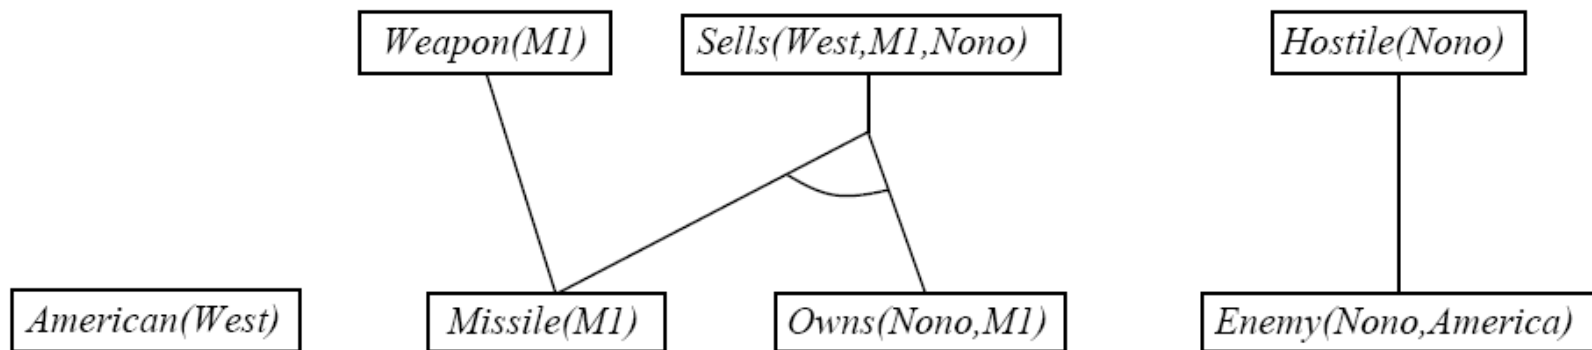 Weapon(M1)
Sells(West,M1,Nono)
Hostile(Nono)
American(West)
Missile(M1)
Owns(Nono,M1)
Enemy(Nono,America)